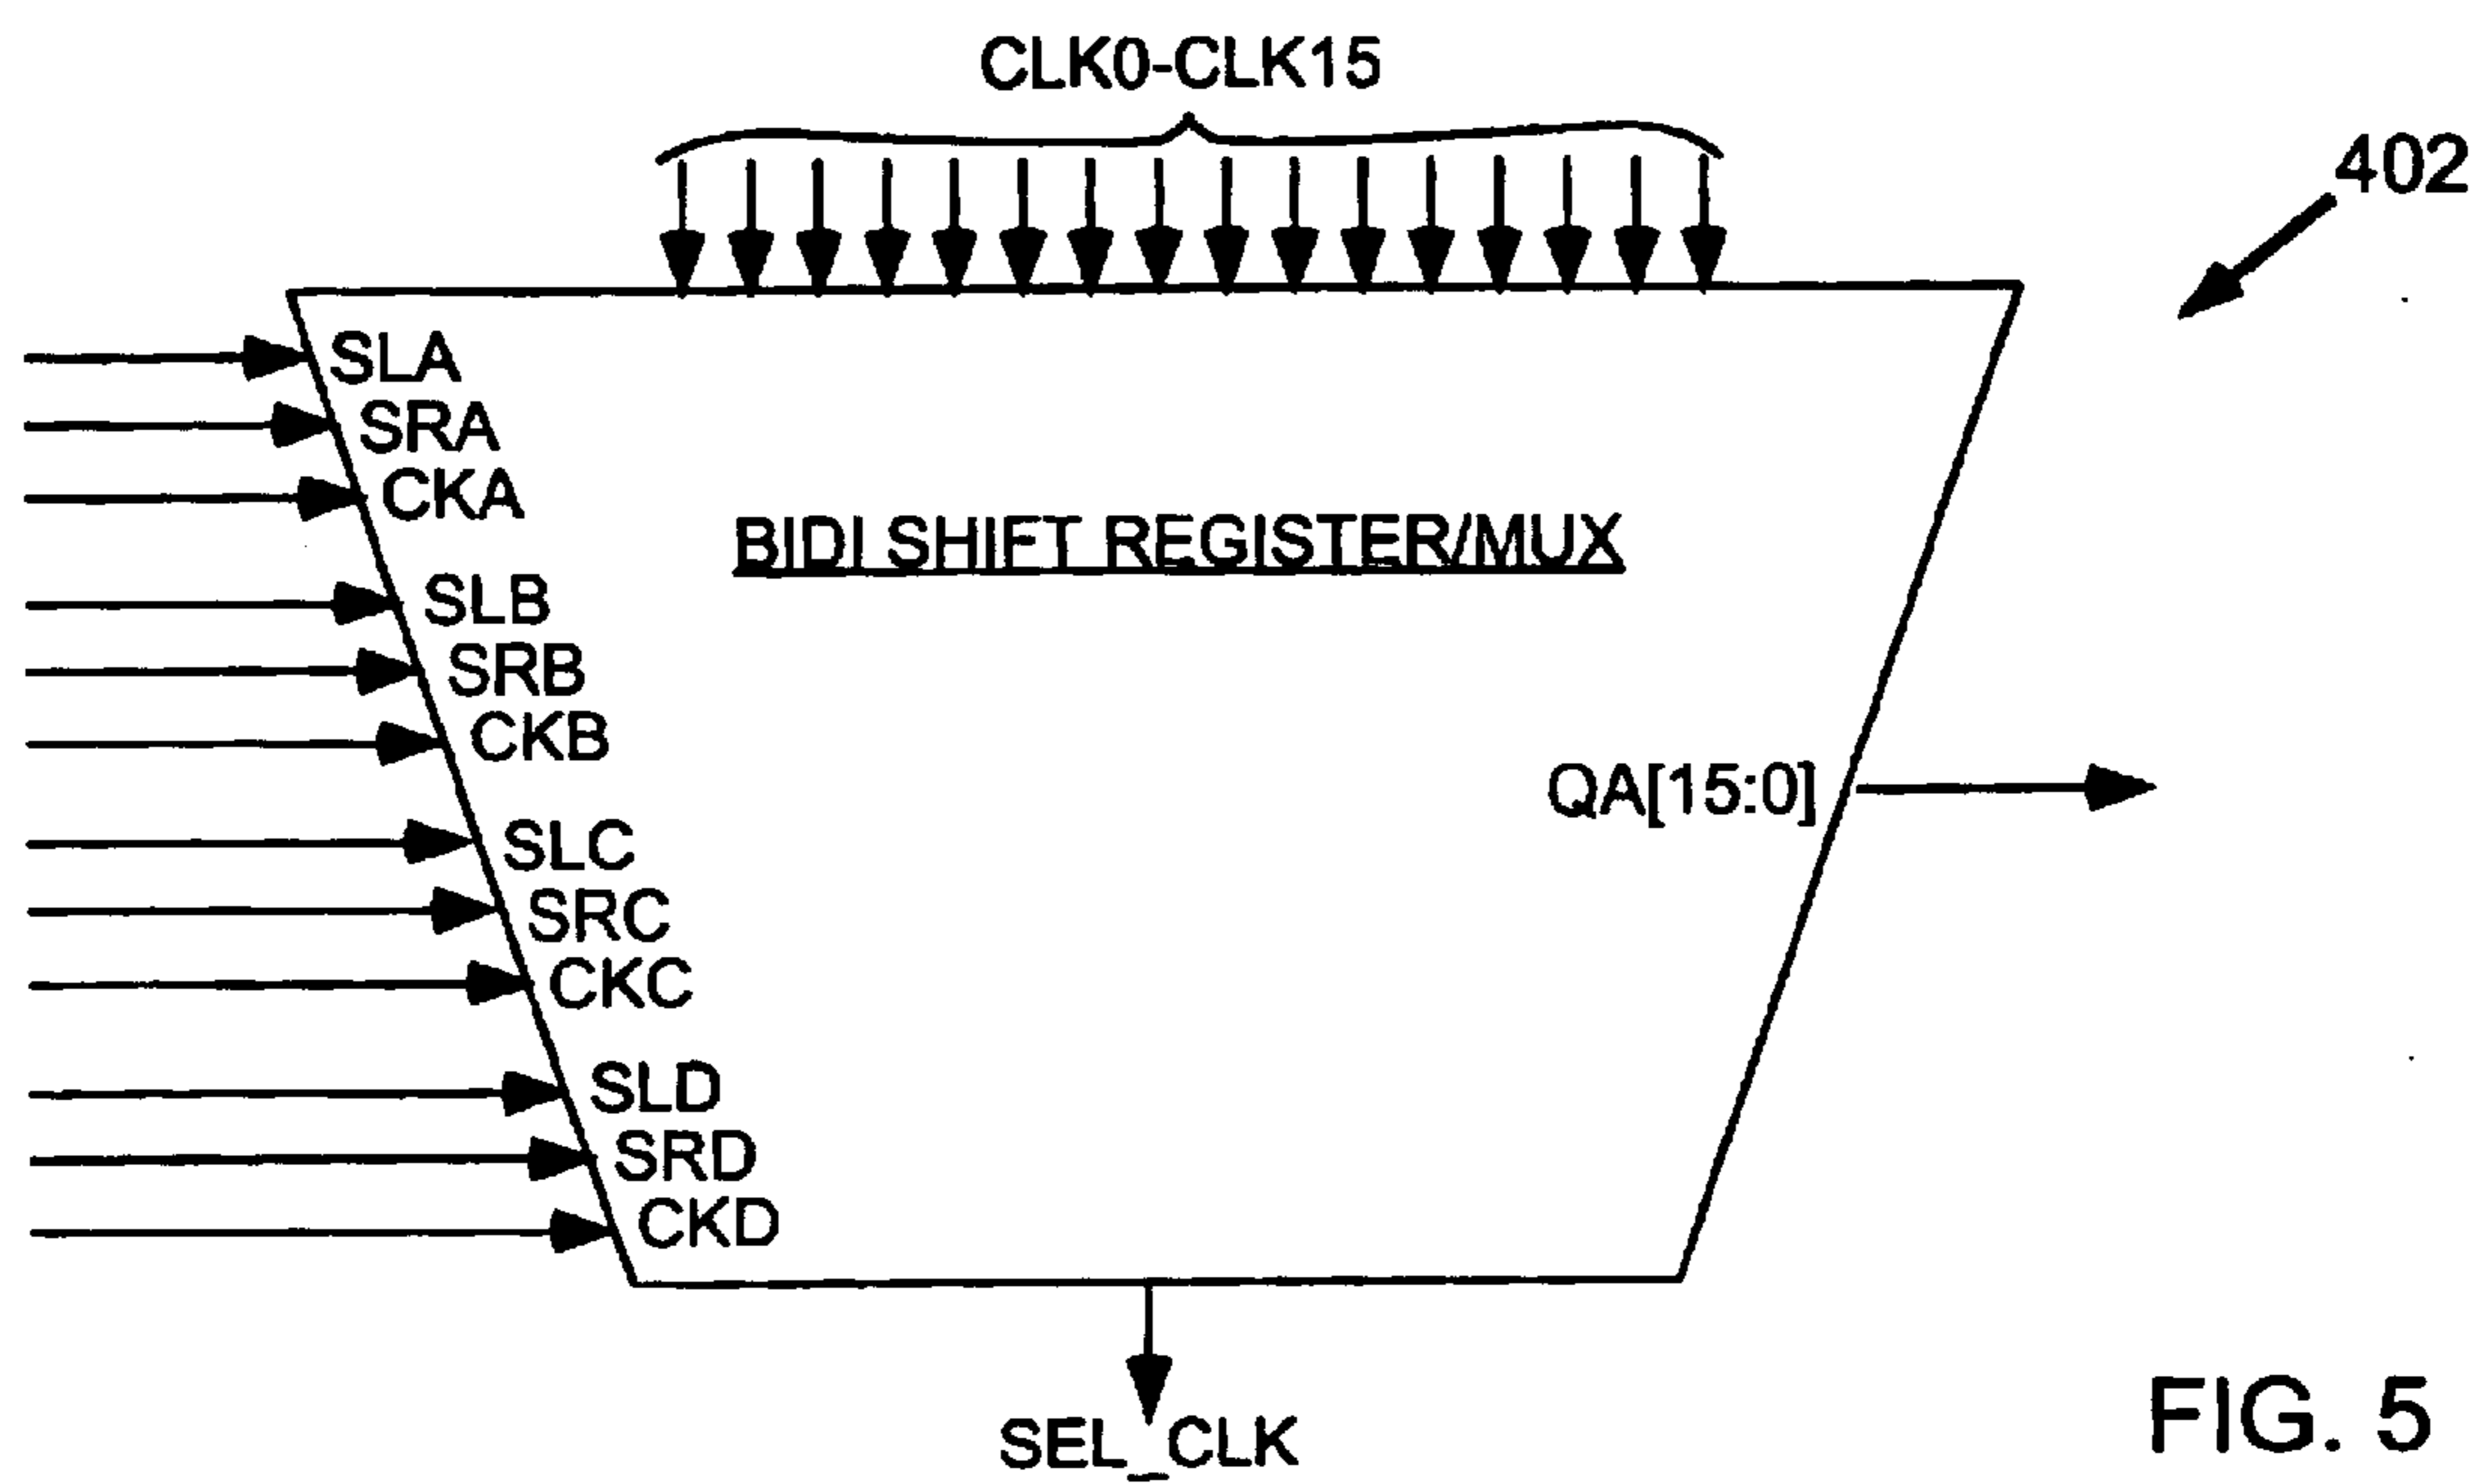 CLK0-CLK15
402
SLA
SRA
CKA
BIDI SHIFT REGISTER/MUX
SLB
SRB
CKB
QA[15:0]
SLC
SRC
CKC
SLD
SRD
CKD
SEL_CLK
FIG. 5